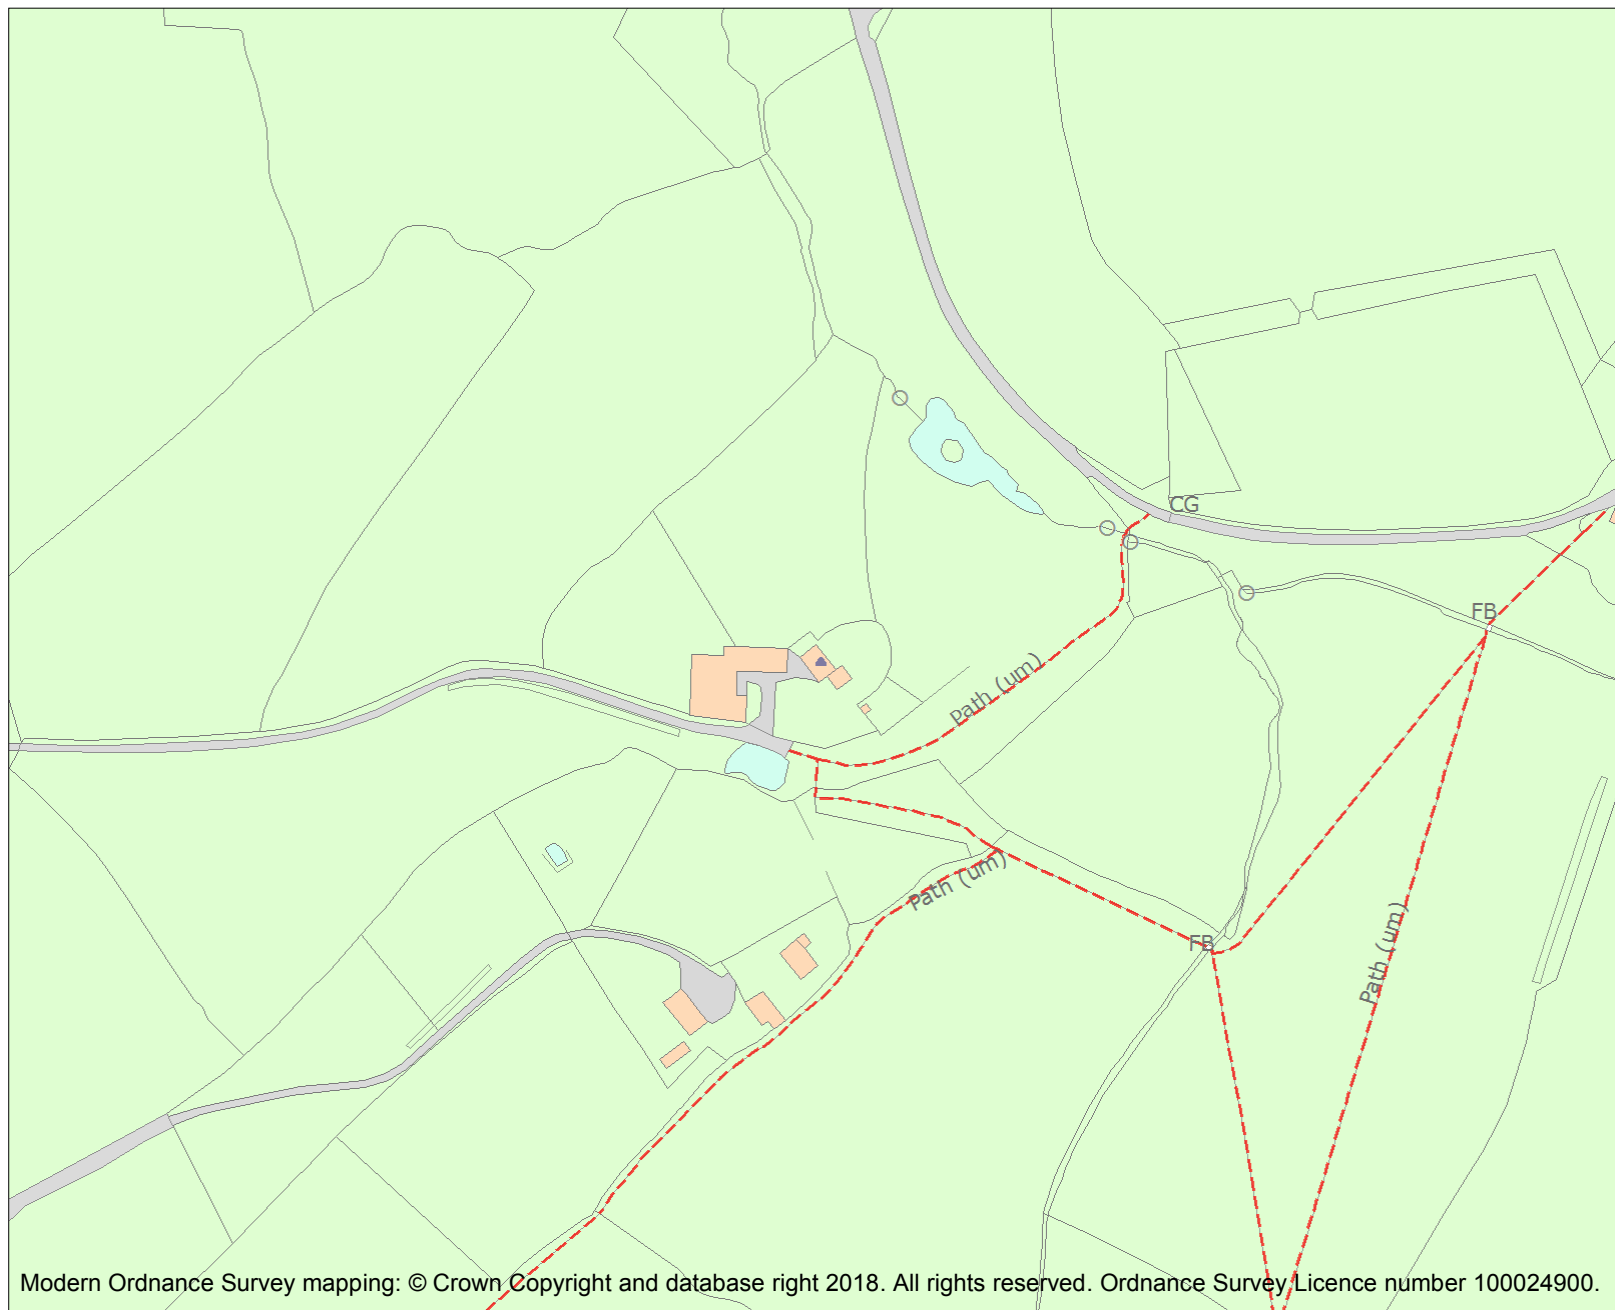 CG
FB
Path (um)
Path (um)
FB
Path (um)
Modern Ordnance Survey mapping: © Crown Copyright and database right 2018. All rights reserved. Ordnance Survey Licence number 100024900.